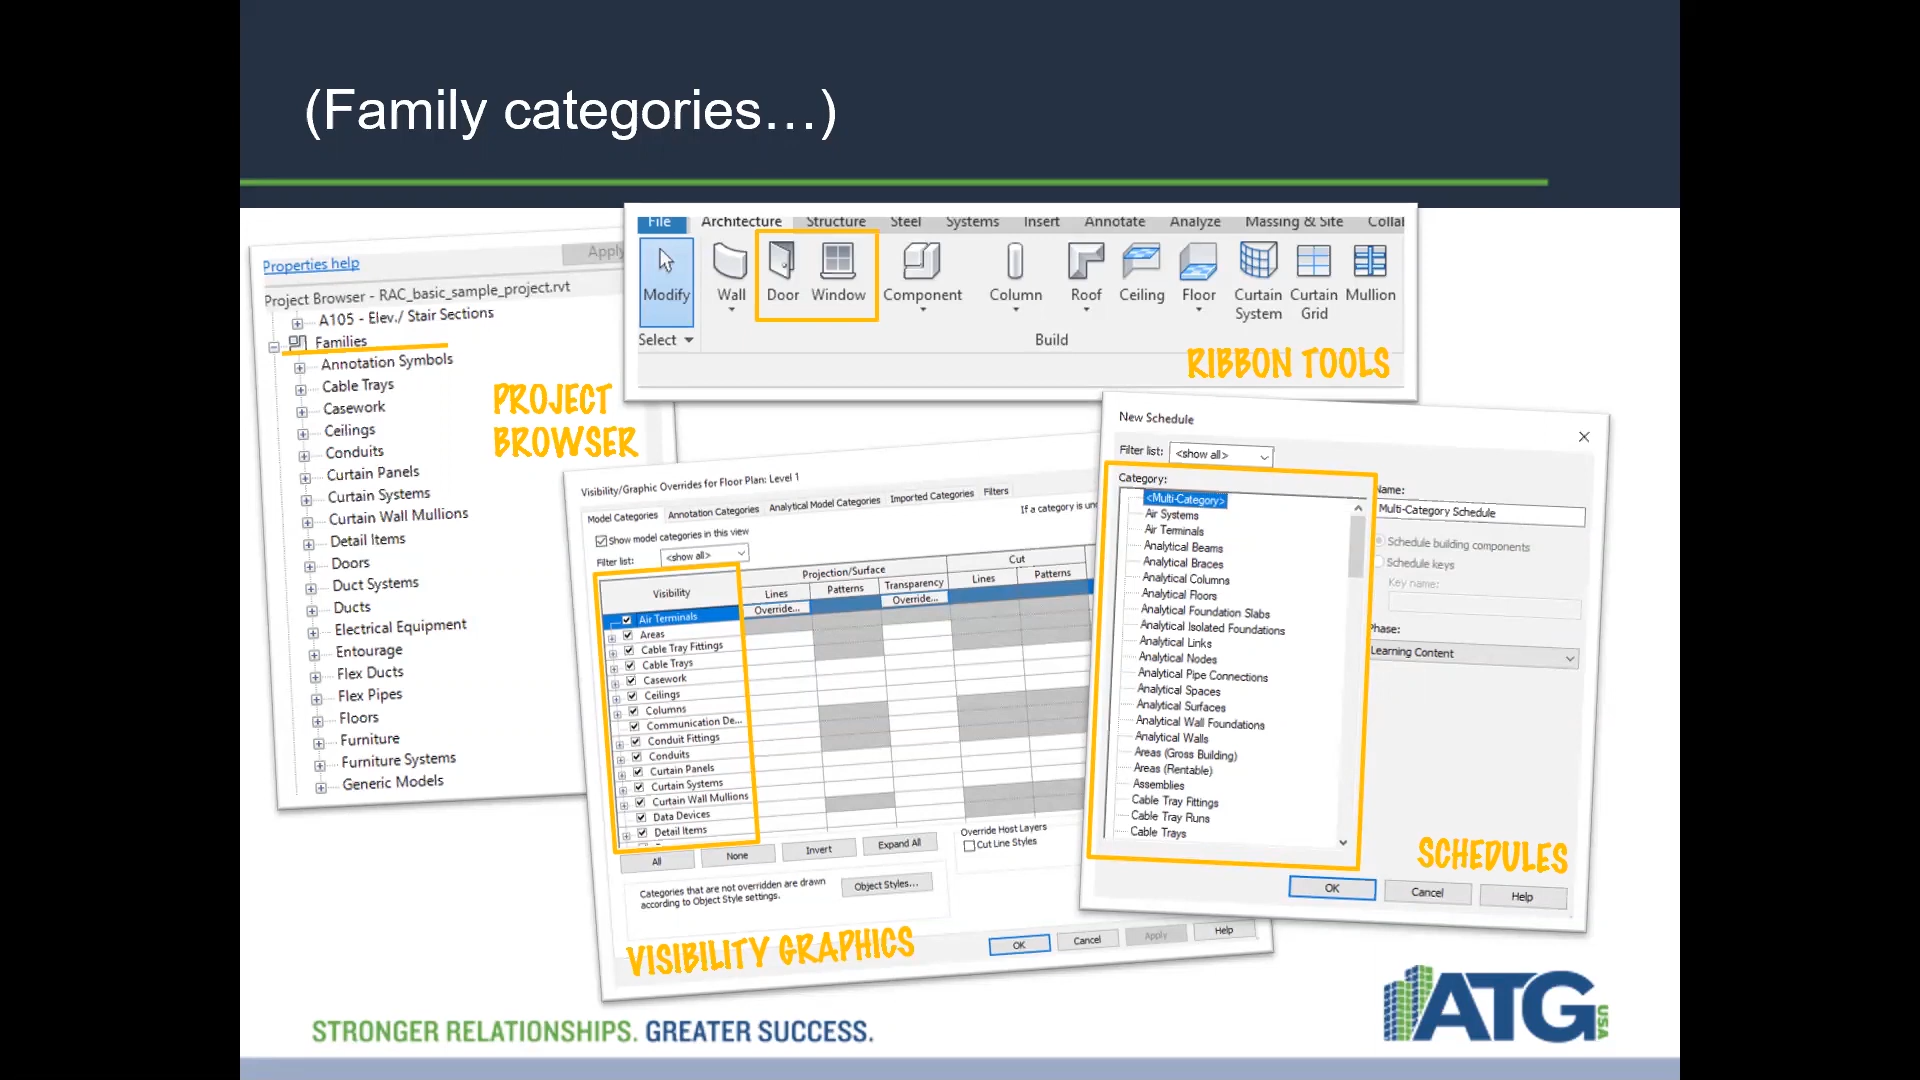 (Family categories…)
Properties help
Apply
Project Browser - RAC_basic_sample_project.rvt
A105 - Elev./ Stair Sections
Families
Annotation Symbols
Cable Trays
Casework
Ceilings
Conduits
Curtain Panels
Curtain Systems
Curtain Wall Mullions
Detail Items
Doors
Duct Systems
Ducts
Electrical Equipment
Entourage
Flex Ducts
Flex Pipes
Floors
Furniture
Furniture Systems
Generic Models
PROJECT
BROWSER
File Architecture Structure Steel Systems Insert Annotate Analyze Massing & Site Collal
Modify Wall Door Window Component Column Roof Ceiling Floor Curtain System Curtain Grid Mullion
Select Build
RIBBON TOOLS
Visibility/Graphic Overrides for Floor Plan: Level 1
Model Categories Annotation Categories Analytical Model Categories Imported Categories Filters
Show model categories in this view
If a category is
Filter list: <show all>
Visibility Projection/Surface Cut
Lines Patterns Transparency Lines Patterns
Override... Override...
Air Terminals
Areas
Cable Tray Fittings
Cable Trays
Casework
Ceilings
Columns
Communication De...
Conduit Fittings
Conduits
Curtain Panels
Curtain Systems
Curtain Wall Mullions
Data Devices
Detail Items
All None Invert Expand All
Override Host Layers
Cut Line Styles
Categories that are not overridden are drawn
according to Object Style settings.
Object Styles...
OK Cancel Apply Help
VISIBILITY GRAPHICS
New Schedule
Filter list: <show all>
Category:
<Multi-Category>
Air Systems
Air Terminals
Analytical Beams
Analytical Braces
Analytical Columns
Analytical Floors
Analytical Foundation Slabs
Analytical Isolated Foundations
Analytical Links
Analytical Nodes
Analytical Pipe Connections
Analytical Spaces
Analytical Surfaces
Analytical Wall Foundations
Analytical Walls
Areas (Gross Building)
Areas (Rentable)
Assemblies
Cable Tray Fittings
Cable Tray Runs
Cable Trays
Name:
Multi-Category Schedule
Schedule building components
Schedule keys
Key name:
Phase:
Learning Content
OK Cancel Help
SCHEDULES
STRONGER RELATIONSHIPS. GREATER SUCCESS.
ATG USA